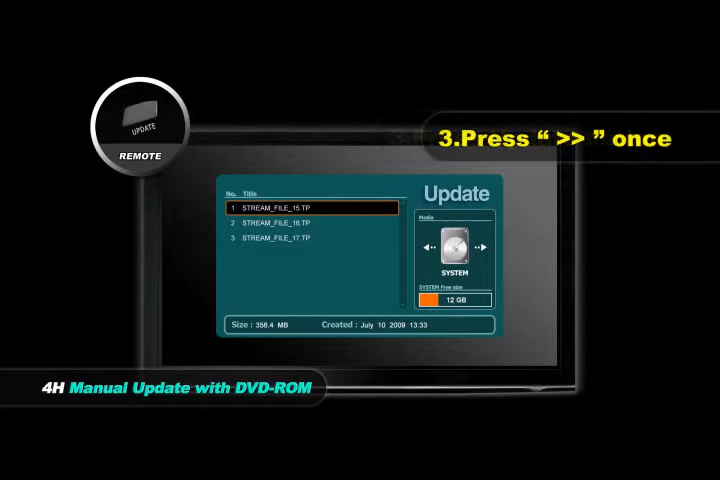 3.Press “ >> ” once
UPDATE
REMOTE
Update
No. Title
1 STREAM_FILE_15.TP
2 STREAM_FILE_16.TP
3 STREAM_FILE_17.TP
Media
SYSTEM
SYSTEM Free size
12 GB
Size : 356.4 MB Created : July 10 2009 13:33
4H Manual Update with DVD-ROM